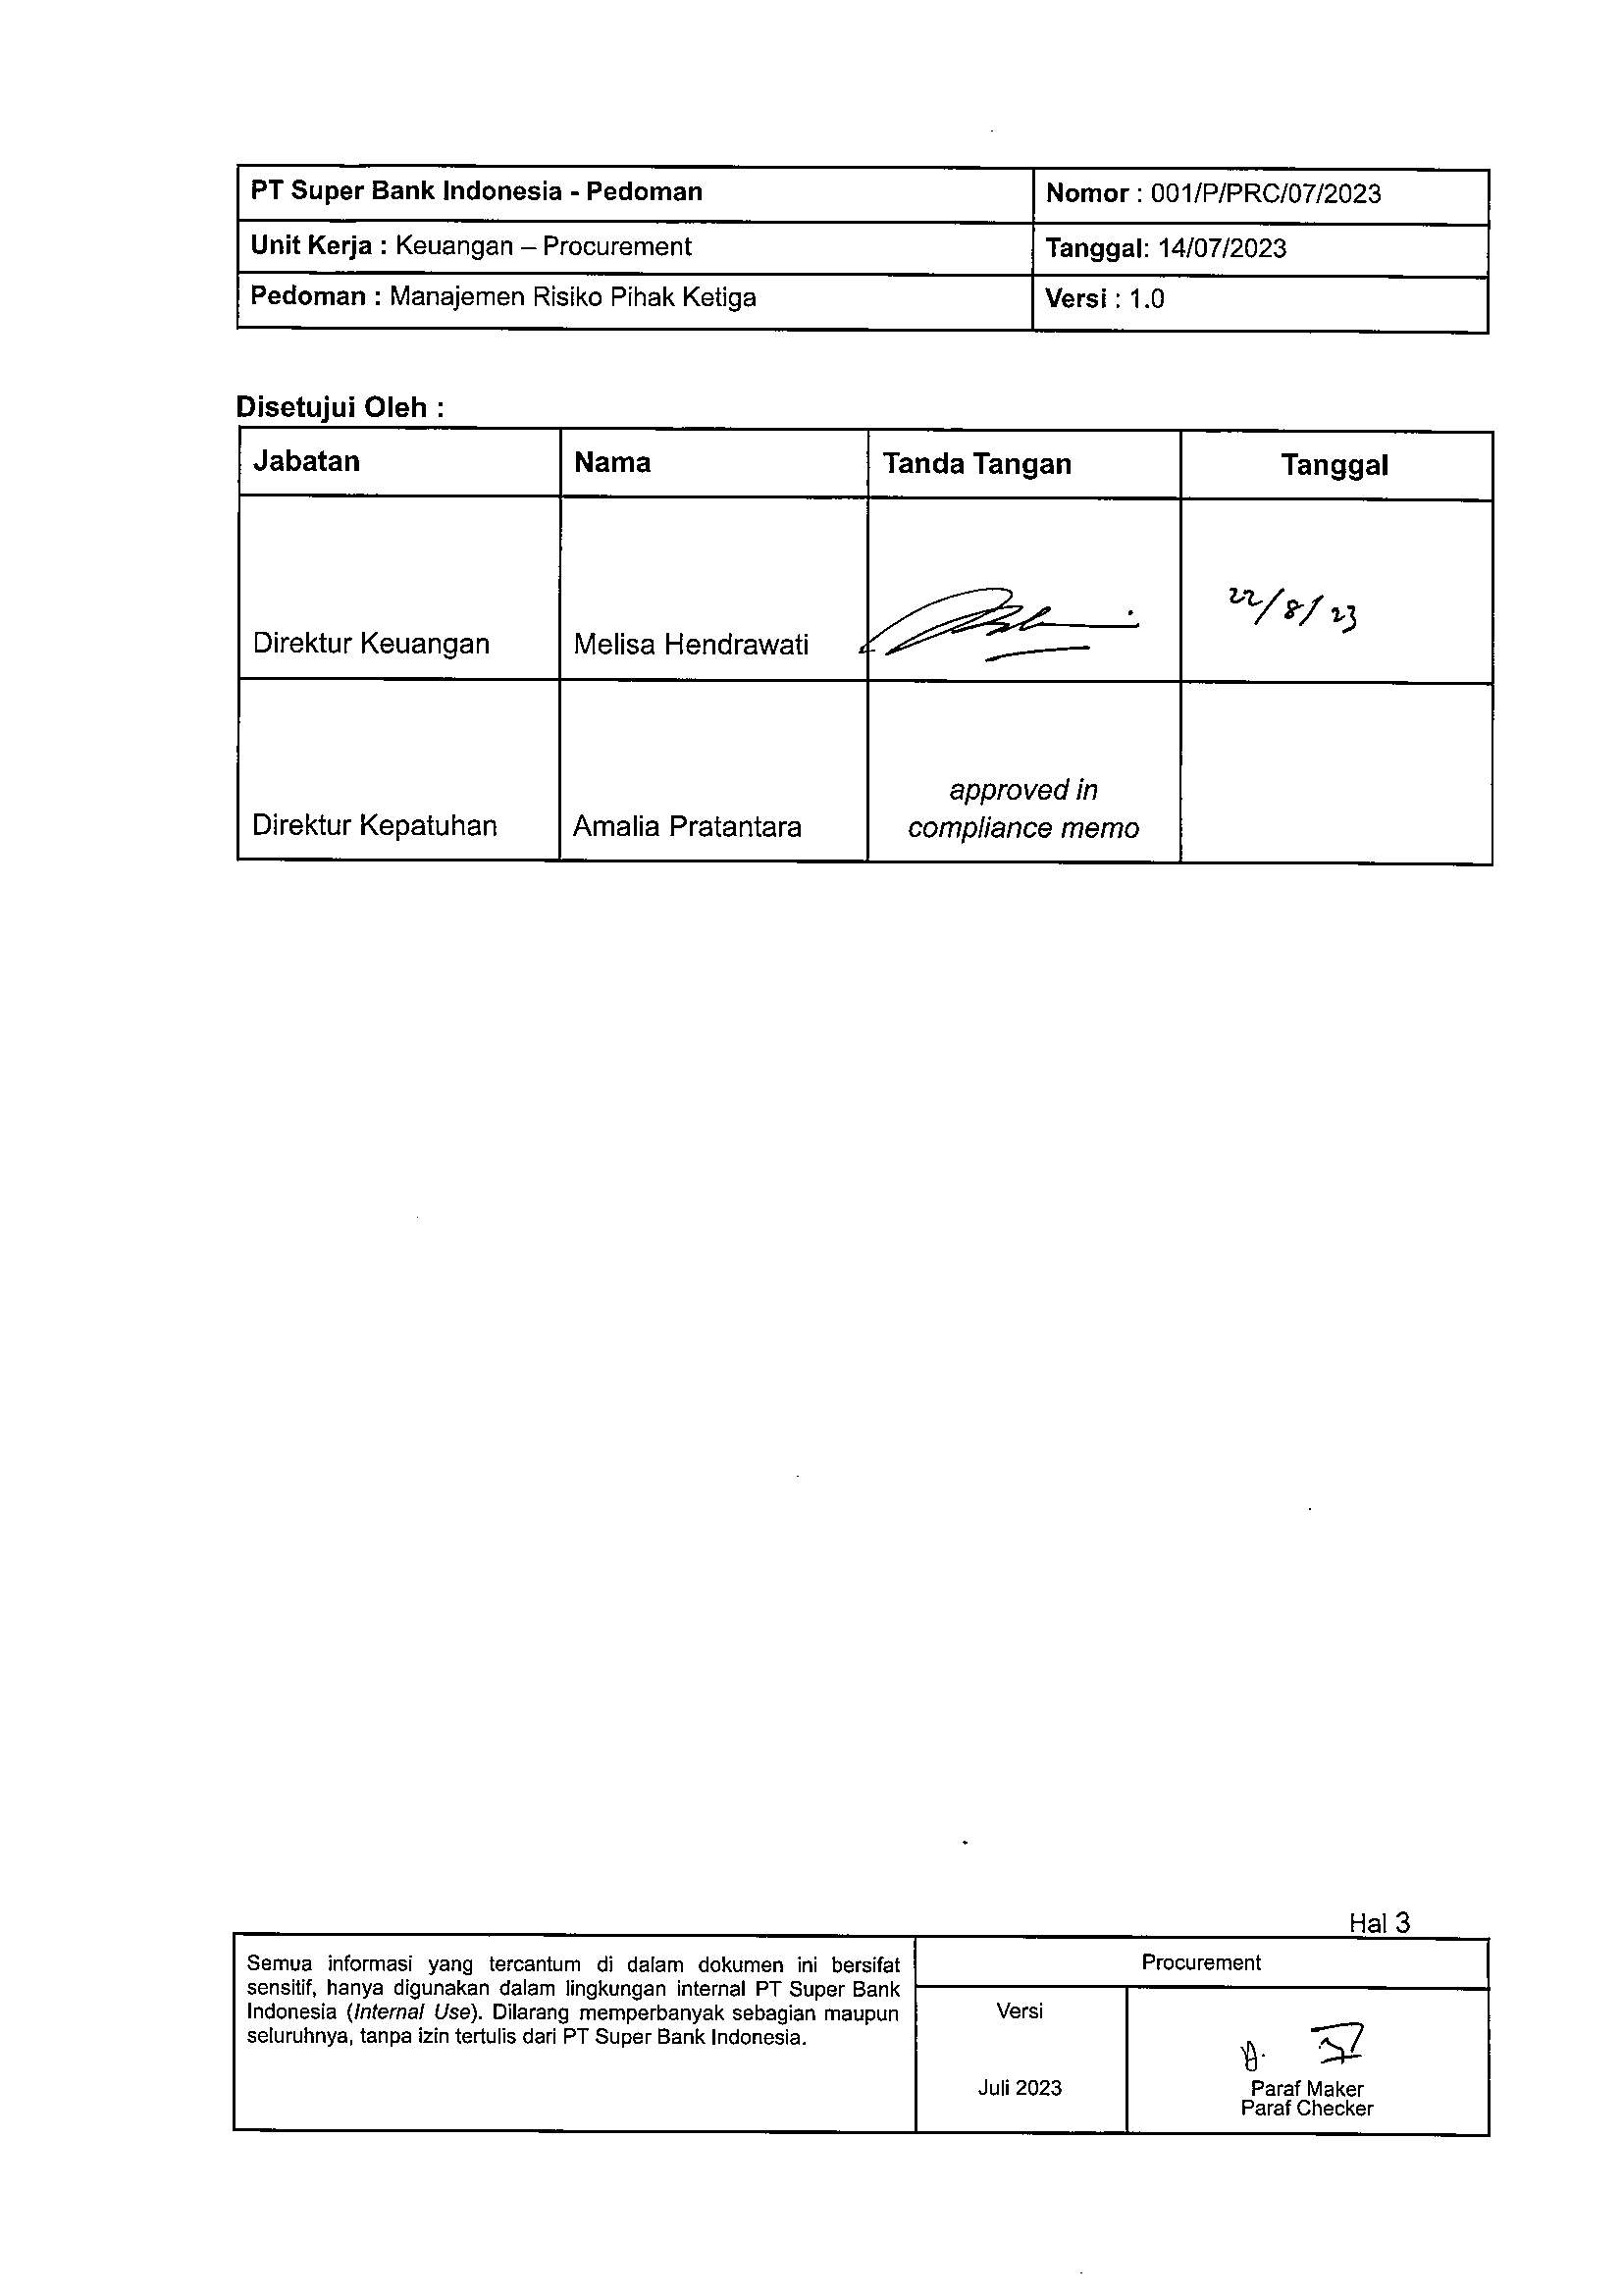 PT Super Bank Indonesia - Pedoman
Nomor : 001/P/PRC/07/2023
Unit Kerja : Keuangan – Procurement
Tanggal: 14/07/2023
Pedoman : Manajemen Risiko Pihak Ketiga
Versi : 1.0
Disetujui Oleh :
Jabatan
Nama
Tanda Tangan
Tanggal
Direktur Keuangan
Melisa Hendrawati
22/8/23
Direktur Kepatuhan
Amalia Pratantara
approved in
compliance memo
Hal 3
Semua informasi yang tercantum di dalam dokumen ini bersifat
sensitif, hanya digunakan dalam lingkungan internal PT Super Bank
Indonesia (Internal Use). Dilarang memperbanyak sebagian maupun
seluruhnya, tanpa izin tertulis dari PT Super Bank Indonesia.
Procurement
Versi
Juli 2023
Paraf Maker
Paraf Checker